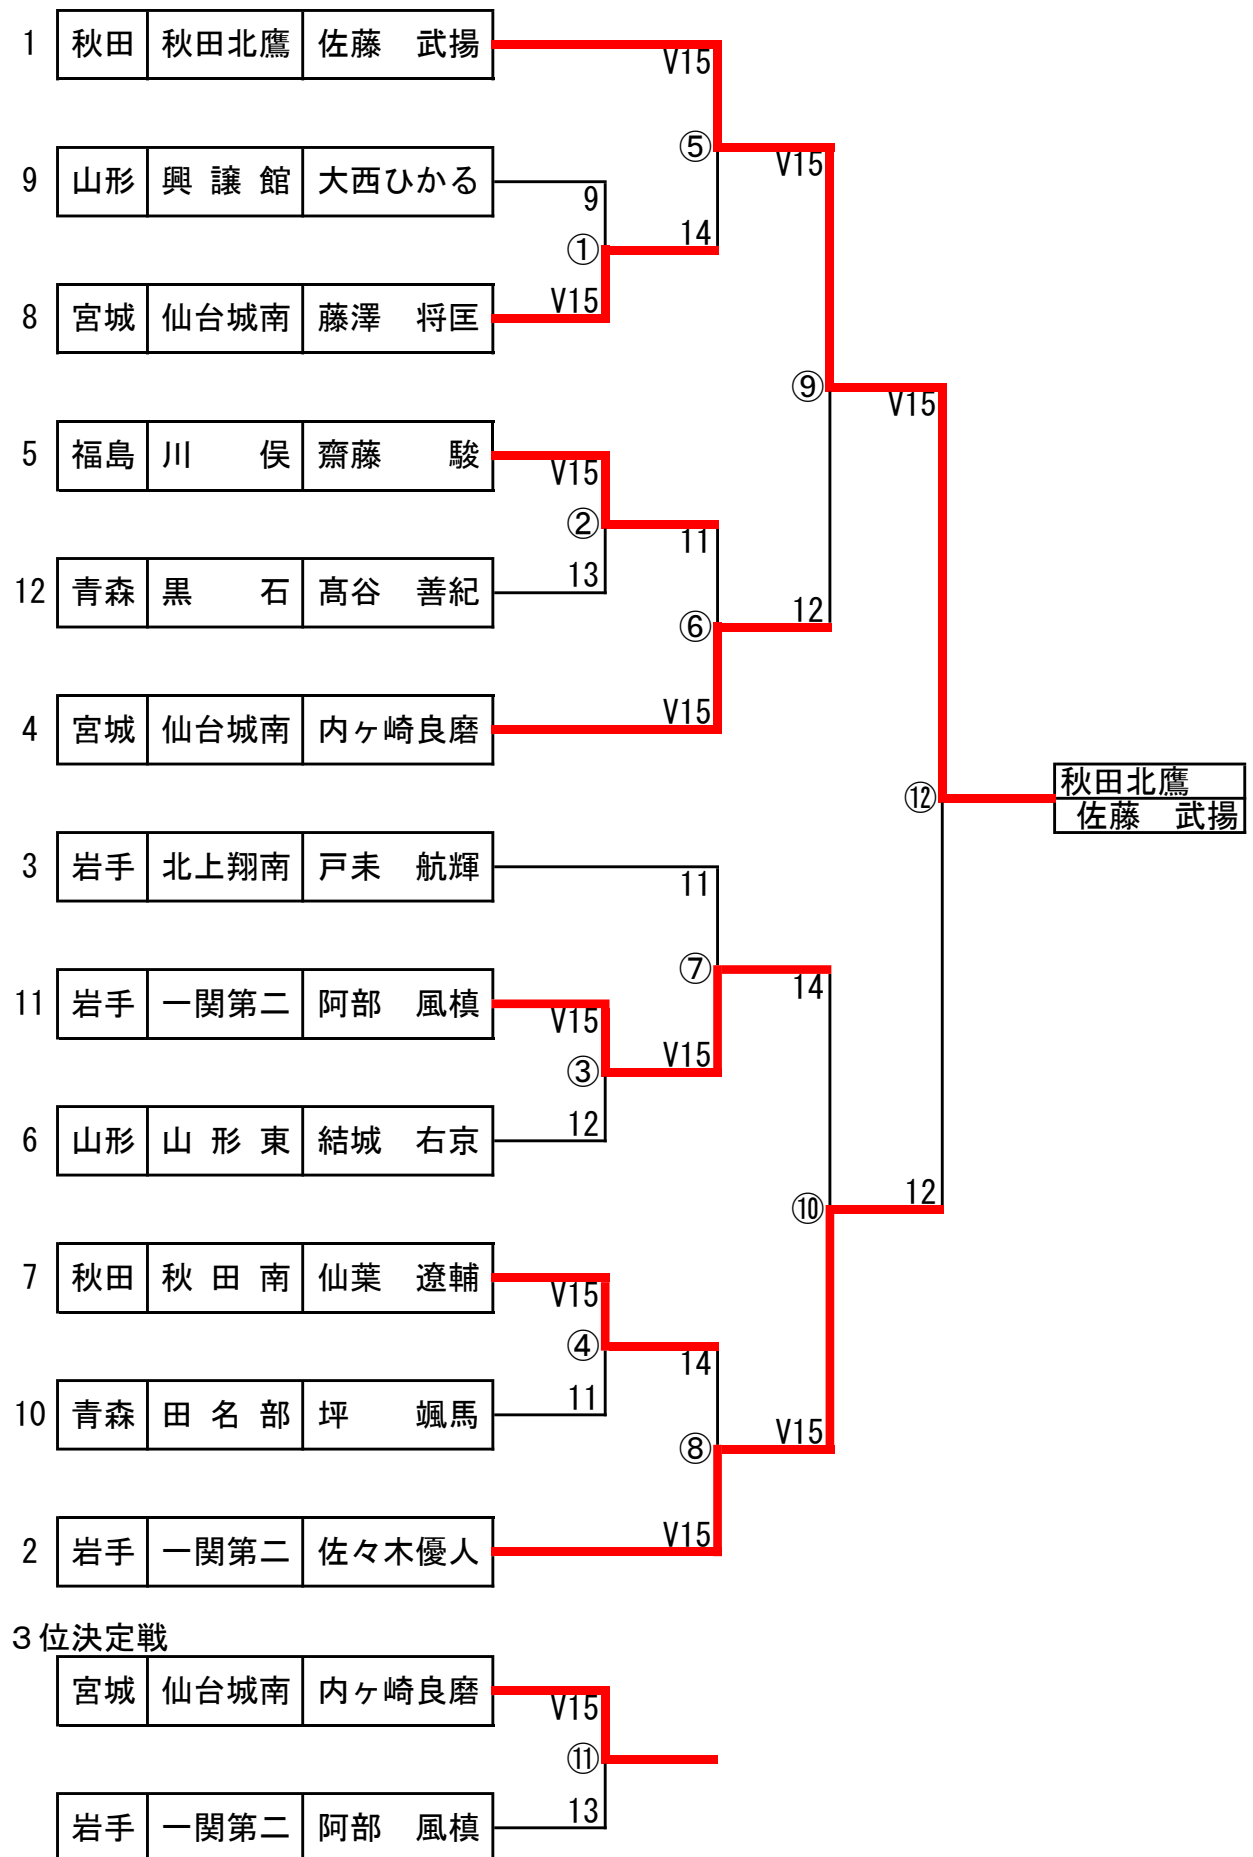 1 秋田 秋田北鷹 佐藤　武揚
V15
⑤
V15
9 山形 興 譲 館 大西ひかる
9
14
①
8 宮城 仙台城南 藤澤　将匡
V15
⑨
V15
5 福島 川　　俣 齋藤　　駿
V15
②
11
12 青森 黒　　石 髙谷　善紀
13
12
⑥
4 宮城 仙台城南 内ヶ崎良磨
V15
⑫
秋田北鷹
佐藤　武揚
3 岩手 北上翔南 戸来　航輝
11
⑦
14
11 岩手 一関第二 阿部　風槙
V15
V15
③
6 山形 山 形 東 結城　右京
12
12
⑩
7 秋田 秋 田 南 仙葉　遼輔
V15
④
14
10 青森 田 名 部 坪　　颯馬
11
V15
⑧
2 岩手 一関第二 佐々木優人
V15
３位決定戦
宮城 仙台城南 内ヶ崎良磨
V15
⑪
岩手 一関第二 阿部　風槙
13